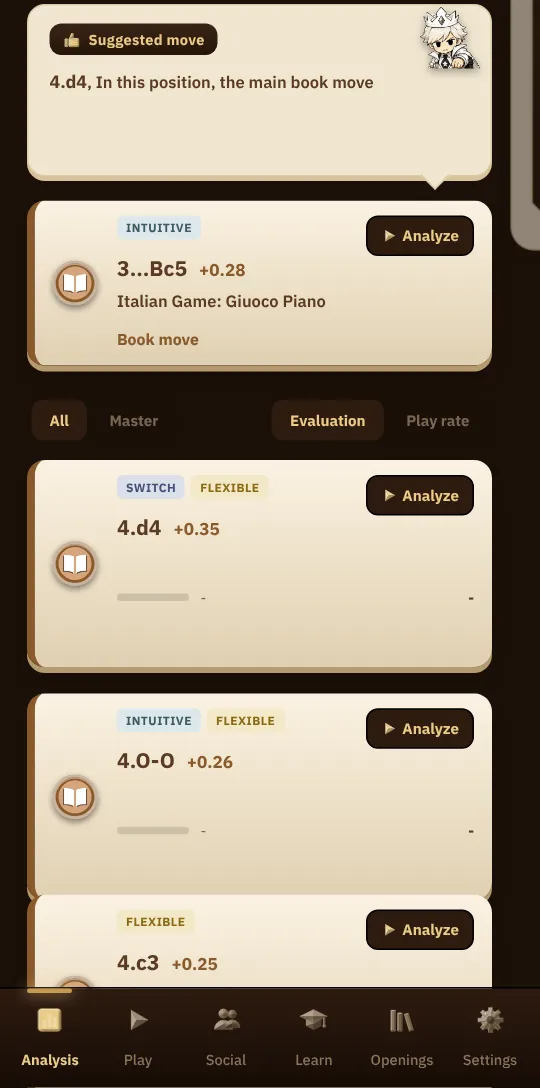 Suggested move
4.d4, In this position, the main book move
INTUITIVE
Analyze
3...Bc5 +0.28
Italian Game: Giuoco Piano
Book move
All Master Evaluation Play rate
SWITCH FLEXIBLE
Analyze
4.d4 +0.35
- -
INTUITIVE FLEXIBLE
Analyze
4.O-O +0.26
- -
FLEXIBLE
Analyze
4.c3 +0.25
Analysis Play Social Learn Openings Settings